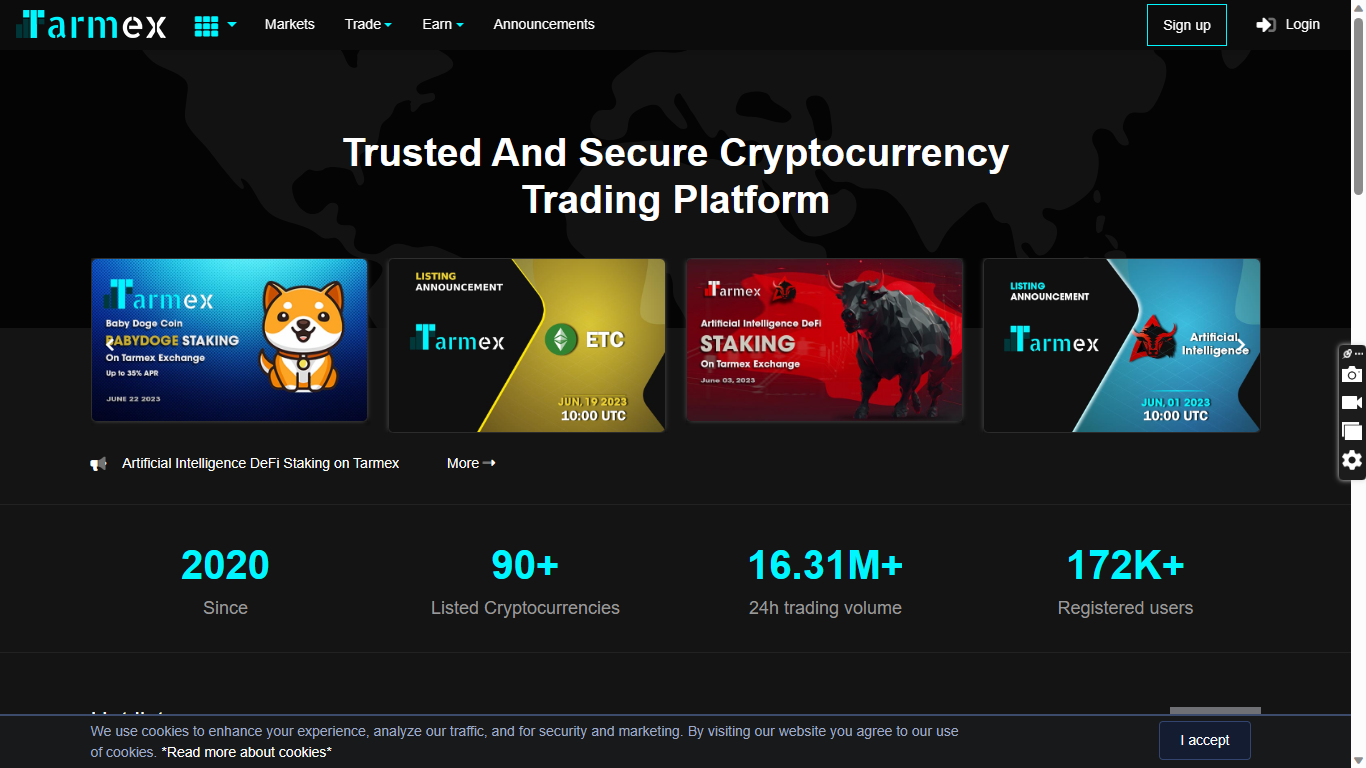 Tarmex
Markets
Trade
Earn
Announcements
Sign up
Login
Trusted And Secure Cryptocurrency
Trading Platform
Tarmex
Baby Doge Coin
BABYDOGE STAKING
On Tarmex Exchange
Up to 35% APR
JUNE 22 2023
LISTING
ANNOUNCEMENT
Tarmex
ETC
JUN, 19 2023
10:00 UTC
Tarmex
Artificial Intelligence DeFi
STAKING
On Tarmex Exchange
June 03, 2023
LISTING
ANNOUNCEMENT
Tarmex
Artificial
Intelligence
JUN, 01 2023
10:00 UTC
Artificial Intelligence DeFi Staking on Tarmex
More
2020
Since
90+
Listed Cryptocurrencies
16.31M+
24h trading volume
172K+
Registered users
We use cookies to enhance your experience, analyze our traffic, and for security and marketing. By visiting our website you agree to our use
of cookies. *Read more about cookies*
I accept